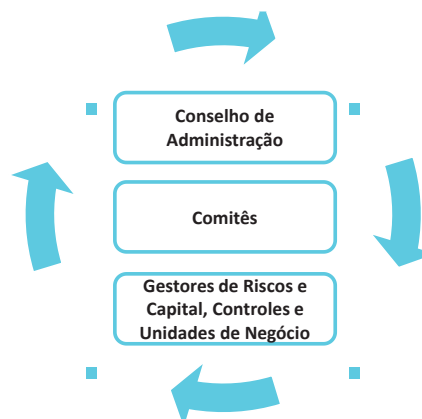 Conselho de
Administração
Comitês
Gestores de Riscos e
Capital, Controles e
Unidades de Negócio